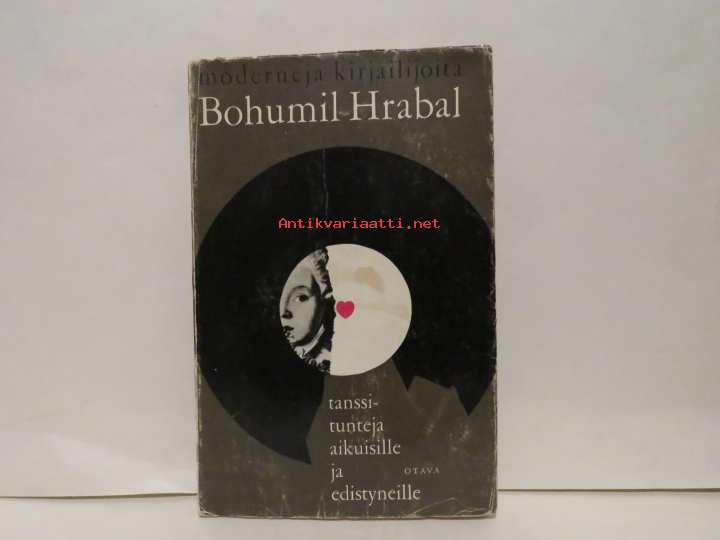 moderneja kirjailijoita
Bohumil Hrabal
Antikvariaatti.net
tanssi-
tunteja
aikuisille
ja
OTAVA
edistyneille